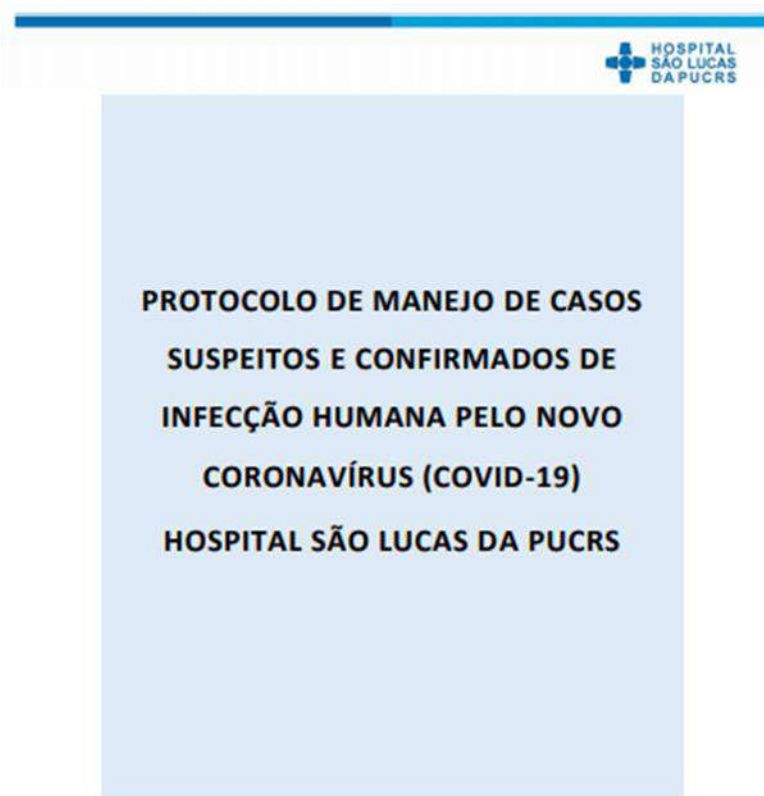 HOSPITAL
SÃO LUCAS
DA PUCRS
PROTOCOLO DE MANEJO DE CASOS
SUSPEITOS E CONFIRMADOS DE
INFECÇÃO HUMANA PELO NOVO
CORONAVÍRUS (COVID-19)
HOSPITAL SÃO LUCAS DA PUCRS